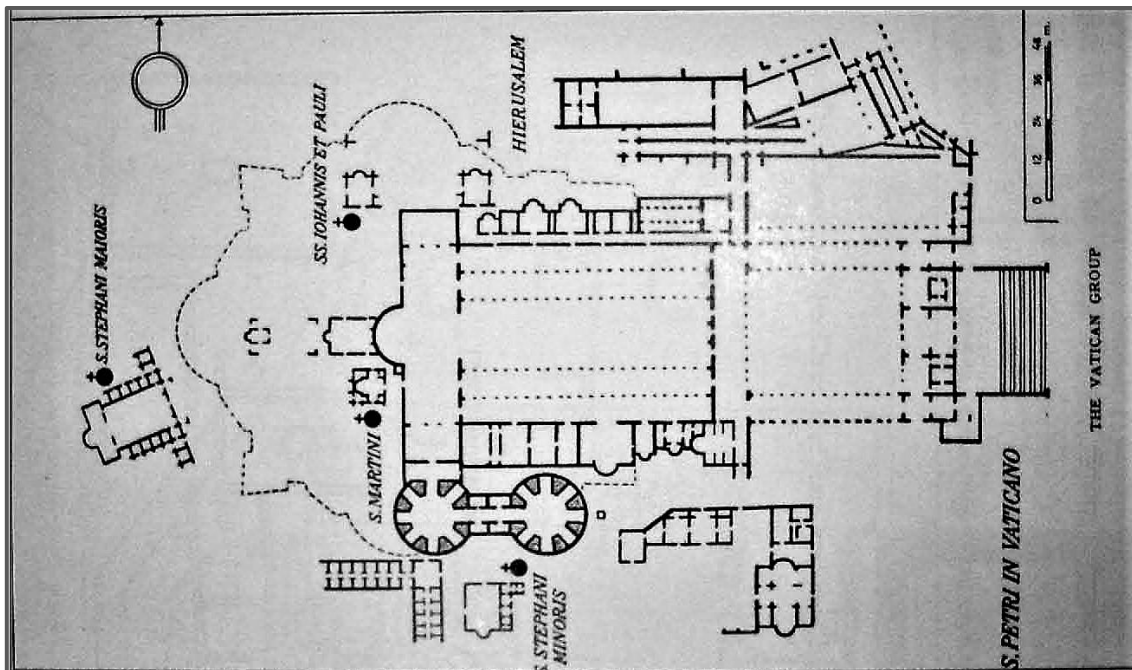 S. STEPHANI MAIORIS
SS. IOHANNIS ET PAULI
HIERUSALEM
S. MARTINI
S. STEPHANI
MINORIS
S. PETRI IN VATICANO
THE VATICAN GROUP
0 12 24 36 48 m.